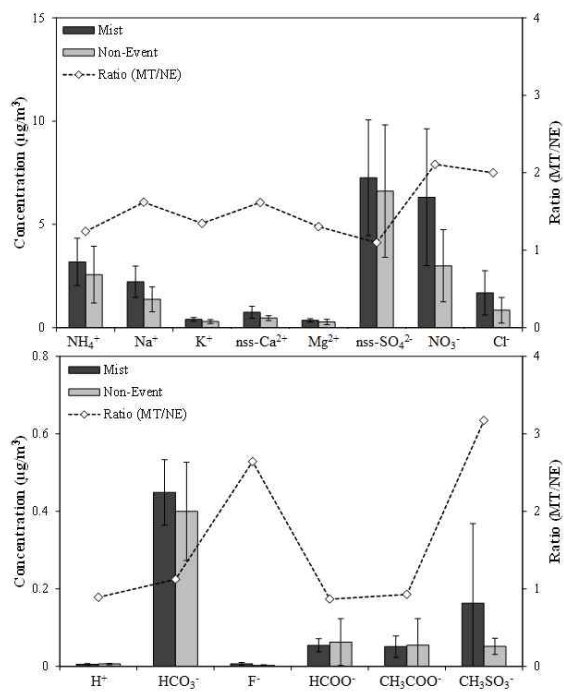 15
10
5
0
Concentration (μg/m³)
Mist
Non-Event
Ratio (MT/NE)
4
3
2
1
0
Ratio (MT/NE)
NH₄⁺ Na⁺ K⁺ nss-Ca²⁺ Mg²⁺ nss-SO₄²⁻ NO₃⁻ Cl⁻
0.8
0.6
0.4
0.2
0
Concentration (μg/m³)
Mist
Non-Event
Ratio (MT/NE)
4
3
2
1
0
Ratio (MT/NE)
H⁺ HCO₃⁻ F⁻ HCOO⁻ CH₃COO⁻ CH₃SO₃⁻